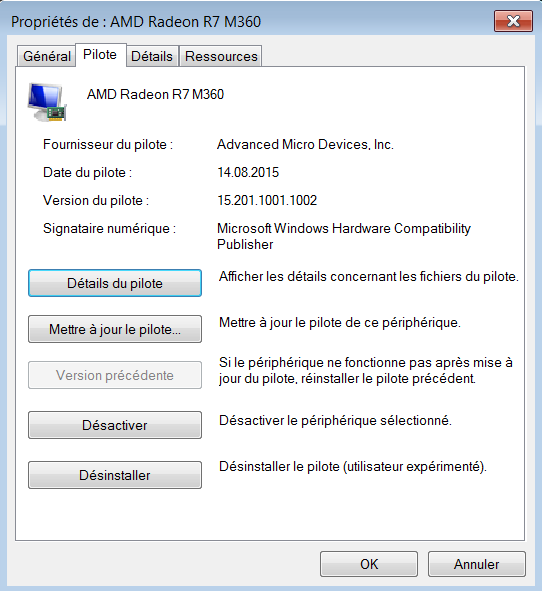 Propriétés de : AMD Radeon R7 M360
Général Pilote Détails Ressources
AMD Radeon R7 M360
Fournisseur du pilote : Advanced Micro Devices, Inc.
Date du pilote : 14.08.2015
Version du pilote : 15.201.1001.1002
Signataire numérique : Microsoft Windows Hardware Compatibility
Publisher
Détails du pilote Afficher les détails concernant les fichiers du pilote.
Mettre à jour le pilote... Mettre à jour le pilote de ce périphérique.
Version précédente Si le périphérique ne fonctionne pas après mise à
jour du pilote, réinstaller le pilote précédent.
Désactiver Désactiver le périphérique sélectionné.
Désinstaller Désinstaller le pilote (utilisateur expérimenté).
OK Annuler